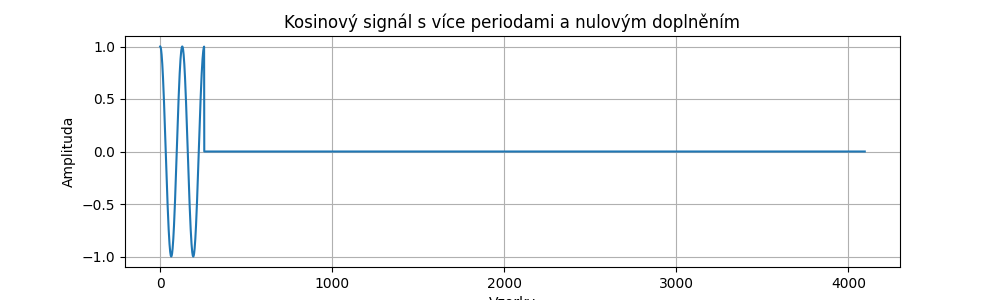 Kosinový signál s více periodami a nulovým doplněním
1.0
0.5
0.0
−0.5
−1.0
Amplituda
0 1000 2000 3000 4000
Vzorky